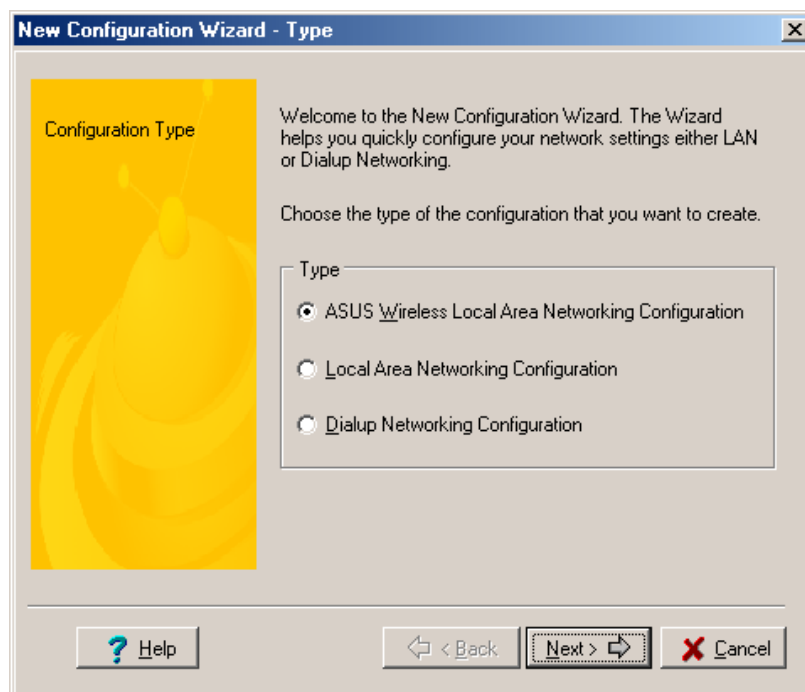 New Configuration Wizard - Type
Configuration Type
Welcome to the New Configuration Wizard. The Wizard
helps you quickly configure your network settings either LAN
or Dialup Networking.
Choose the type of the configuration that you want to create.
Type
ASUS Wireless Local Area Networking Configuration
Local Area Networking Configuration
Dialup Networking Configuration
? Help
< Back
Next >
Cancel